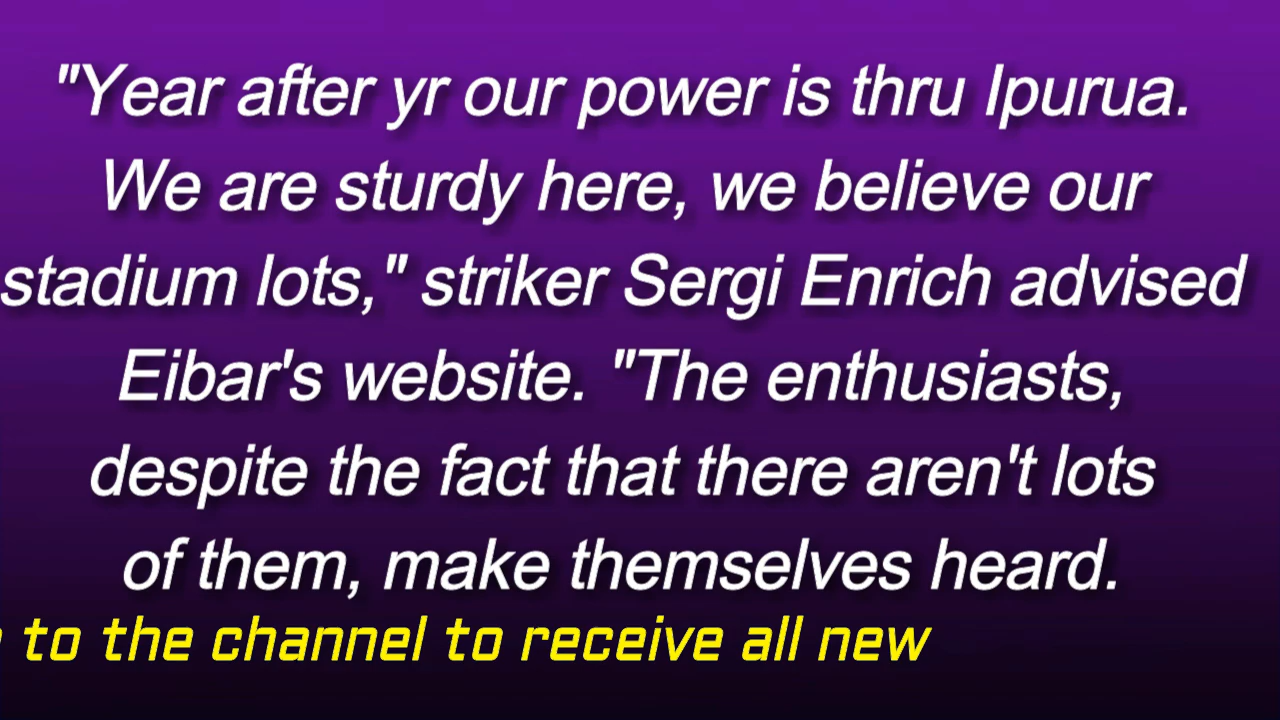 "Year after yr our power is thru Ipurua.
We are sturdy here, we believe our
stadium lots," striker Sergi Enrich advised
Eibar's website. "The enthusiasts,
despite the fact that there aren't lots
of them, make themselves heard.
to the channel to receive all new